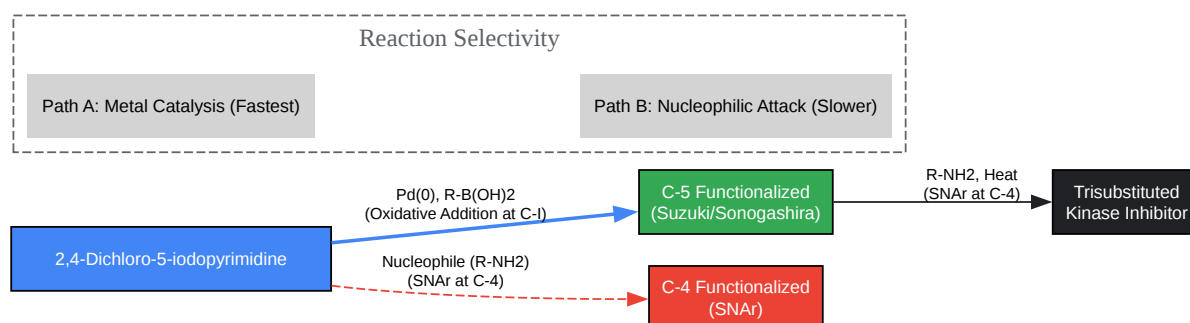 Reaction Selectivity
Path A: Metal Catalysis (Fastest)
Path B: Nucleophilic Attack (Slower)
Pd(0), R-B(OH)2
(Oxidative Addition at C-I)
C-5 Functionalized
(Suzuki/Sonogashira)
R-NH2, Heat
(SNAr at C-4)
Trisubstituted
Kinase Inhibitor
2,4-Dichloro-5-iodopyrimidine
Nucleophile (R-NH2)
(SNAr at C-4)
C-4 Functionalized
(SNAr)